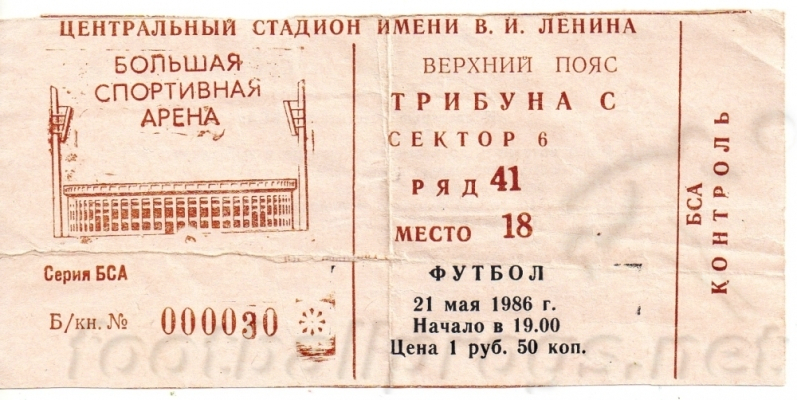 ЦЕНТРАЛЬНЫЙ СТАДИОН ИМЕНИ В. И. ЛЕНИНА
БОЛЬШАЯ
СПОРТИВНАЯ
АРЕНА
Серия БСА
Б/кн. № 000030
ВЕРХНИЙ ПОЯС
ТРИБУНА С
СЕКТОР 6
РЯД 41
МЕСТО 18
ФУТБОЛ
21 мая 1986 г.
Начало в 19.00
Цена 1 руб. 50 коп.
БСА
КОНТРОЛЬ